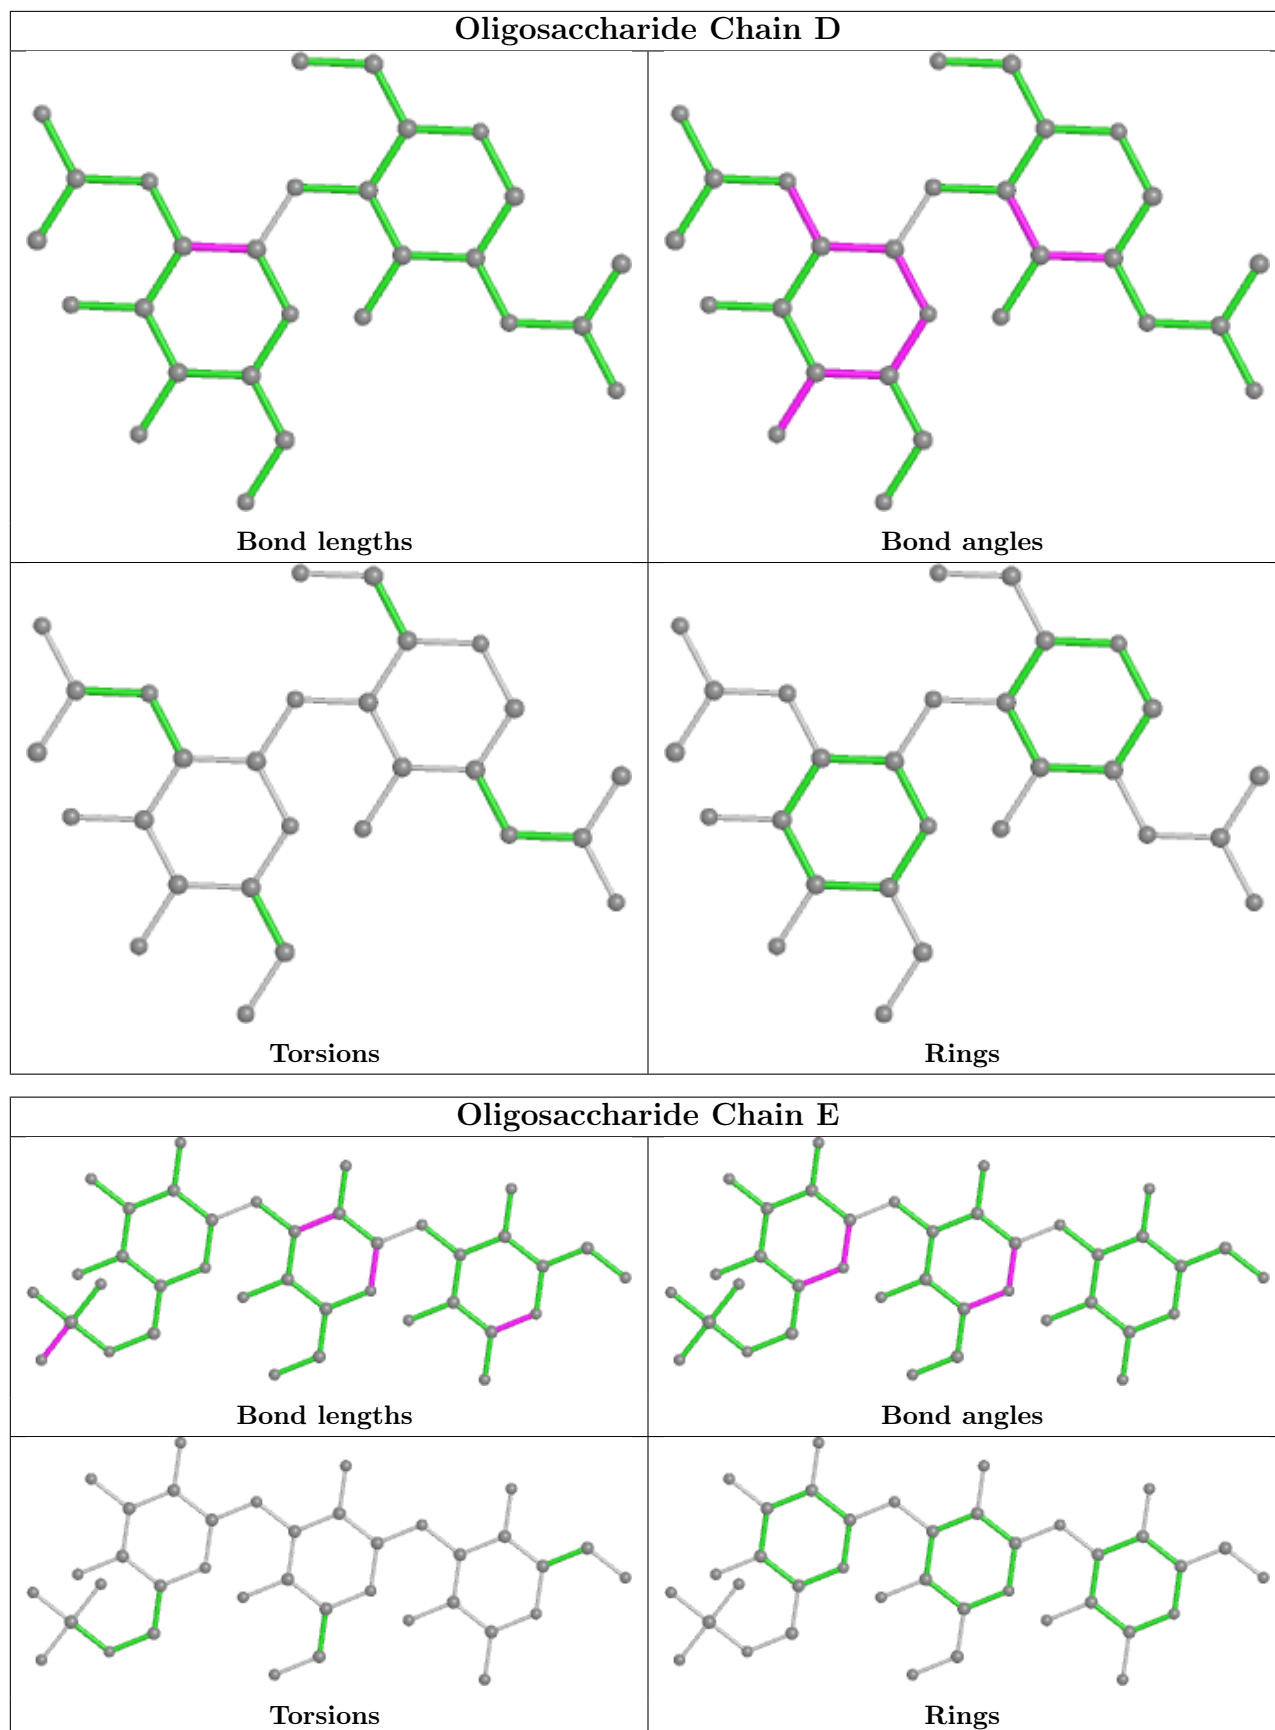 Oligosaccharide Chain D
Bond lengths
Bond angles
Torsions
Rings
Oligosaccharide Chain E
Bond lengths
Bond angles
Torsions
Rings